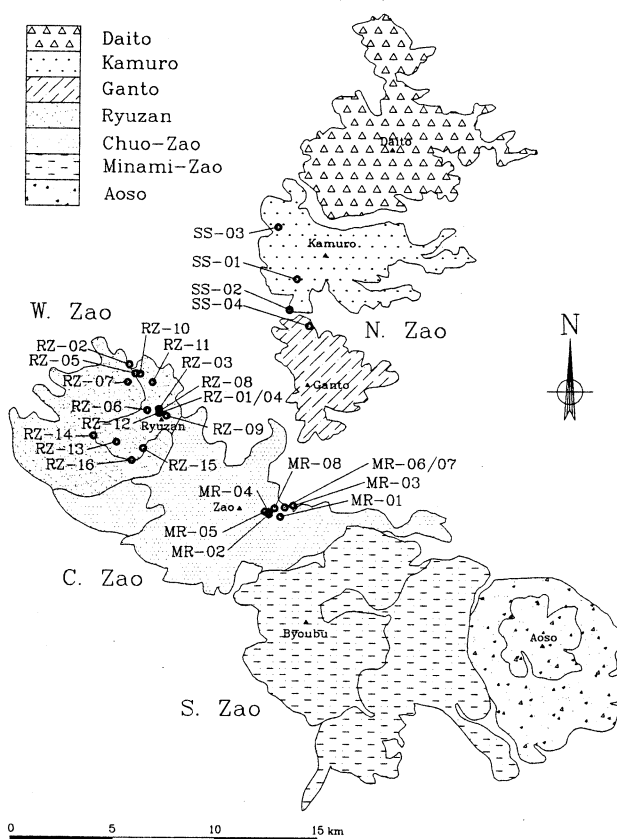 Daito
Kamuro
Ganto
Ryuzan
Chuo-Zao
Minami-Zao
Aoso
Daito
SS-03
Kamuro
SS-01
SS-02
SS-04
W. Zao
N. Zao
N
RZ-10
RZ-02
RZ-11
RZ-05
RZ-03
RZ-07
RZ-08
RZ-01/04
Ganto
RZ-06
RZ-12
Ryuzan
RZ-09
RZ-14
RZ-13
RZ-16
RZ-15
MR-08
MR-06/07
MR-03
MR-04
MR-01
Zao
MR-05
MR-02
C. Zao
Byoubu
Aoso
S. Zao
0 5 10 15 km